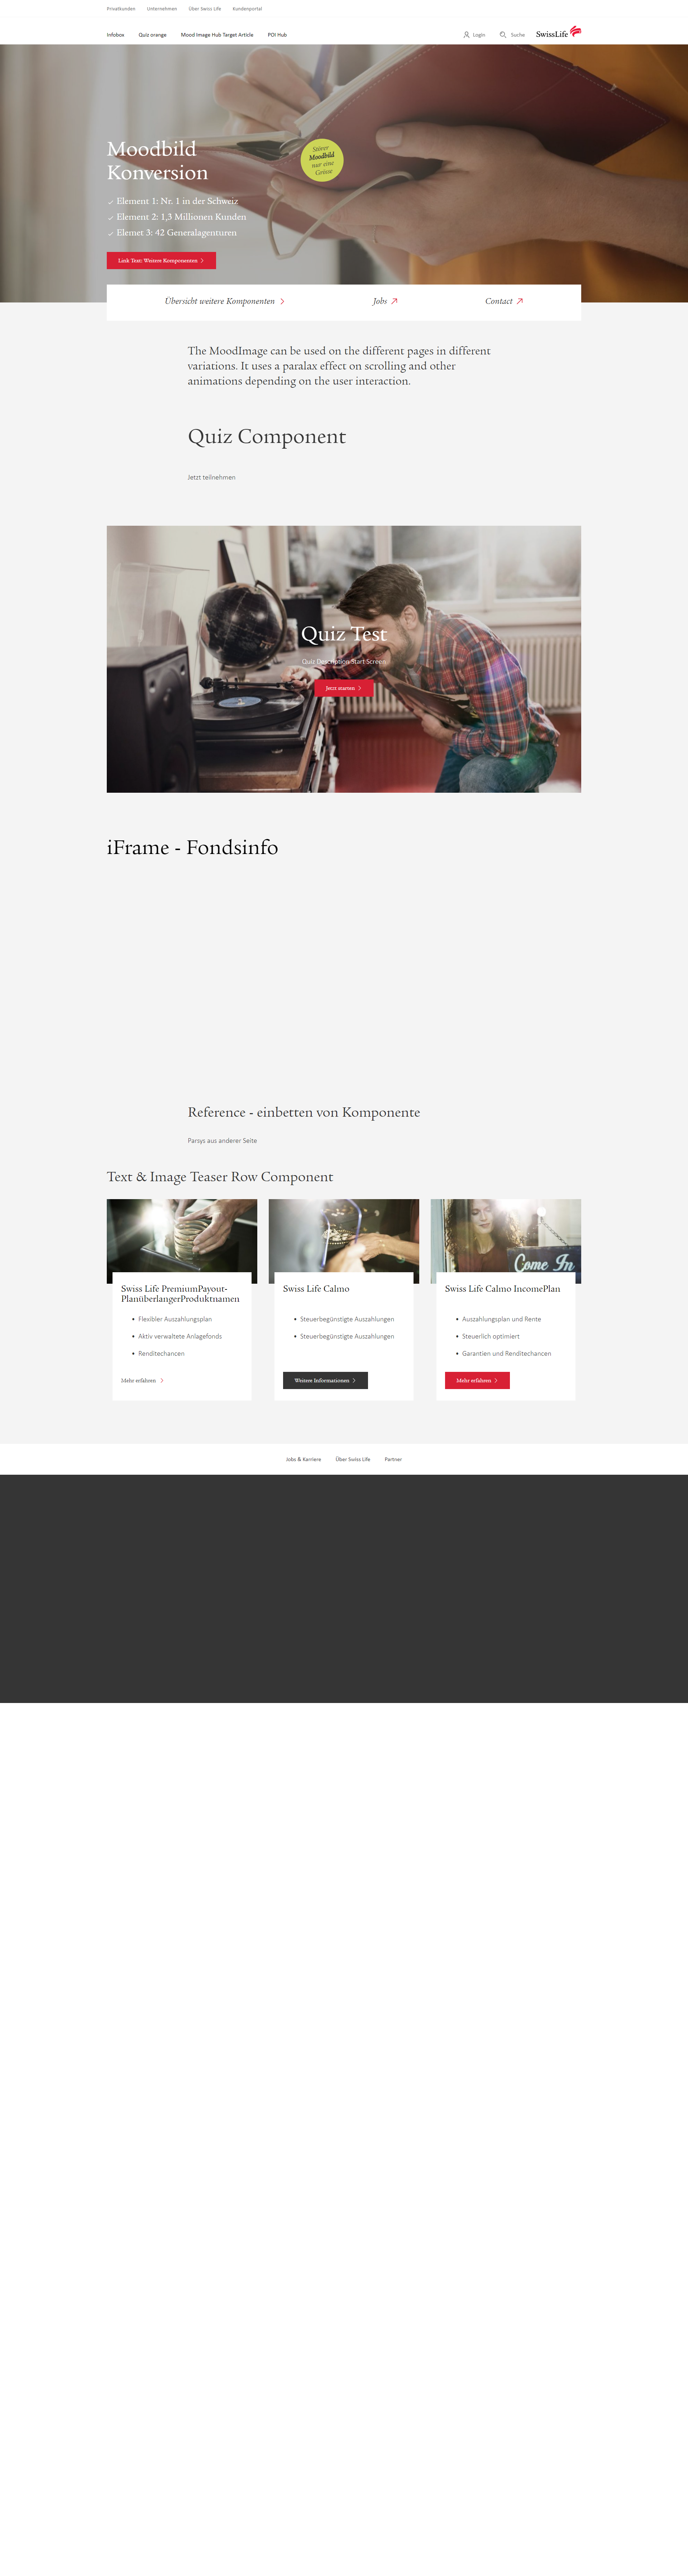 Privatkunden Unternehmen Über Swiss Life Kundenportal
Infobox Quiz orange Mood Image Hub Target Article POI Hub Login Suche SwissLife
Moodbild
Konversion
Störer
Moodbild
nur eine
Grösse
Element 1: Nr. 1 in der Schweiz
Element 2: 1,3 Millionen Kunden
Elemet 3: 42 Generalagenturen
Link Text: Weitere Komponenten
Übersicht weitere Komponenten Jobs Contact
The MoodImage can be used on the different pages in different
variations. It uses a paralax effect on scrolling and other
animations depending on the user interaction.
Quiz Component
Jetzt teilnehmen
Quiz Test
Quiz Description Start Screen
Jetzt starten
iFrame - Fondsinfo
Reference - einbetten von Komponente
Parsys aus anderer Seite
Text & Image Teaser Row Component
Come In
Swiss Life PremiumPayout-
PlanüberlangerProduktnamen
• Flexibler Auszahlungsplan
• Aktiv verwaltete Anlagefonds
• Renditechancen
Mehr erfahren
Swiss Life Calmo
• Steuerbegünstigte Auszahlungen
• Steuerbegünstigte Auszahlungen
Weitere Informationen
Swiss Life Calmo IncomePlan
• Auszahlungsplan und Rente
• Steuerlich optimiert
• Garantien und Renditechancen
Mehr erfahren
Jobs & Karriere Über Swiss Life Partner